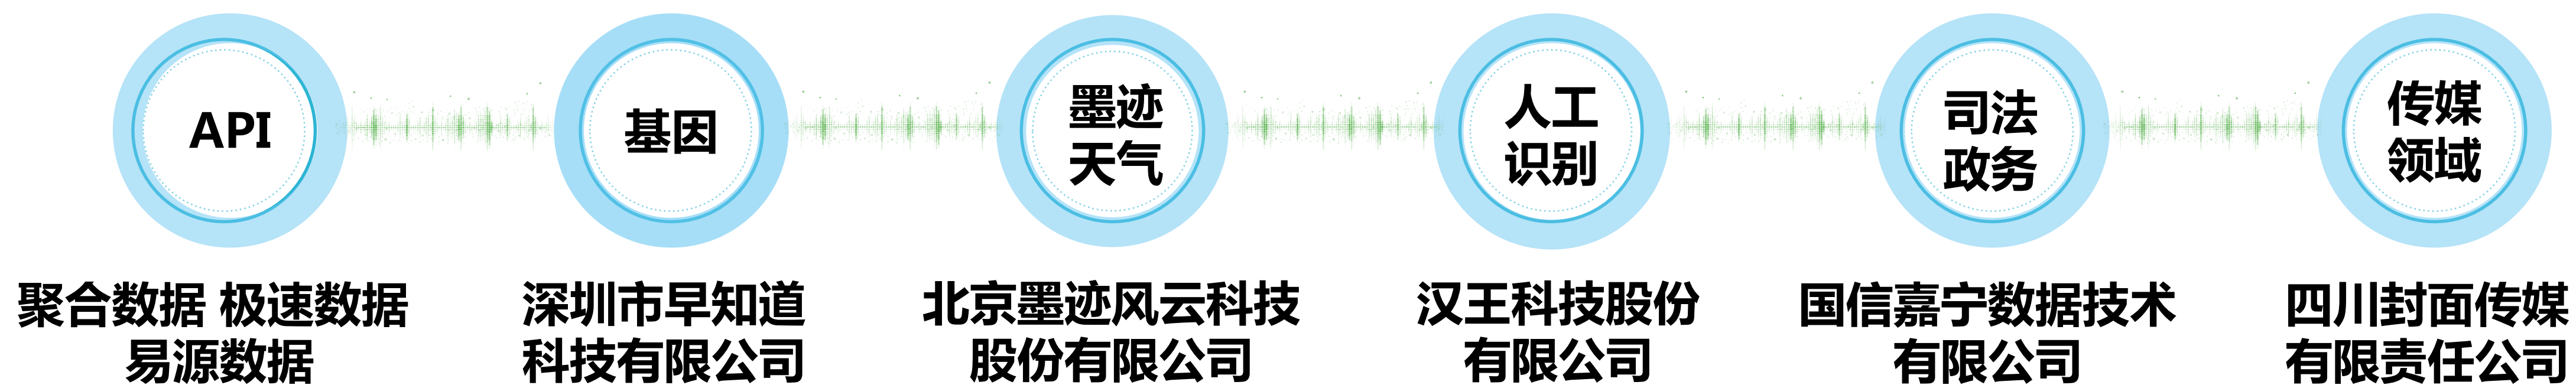 API
基因
墨迹
天气
人工
识别
司法
政务
传媒
领域
聚合数据 极速数据
易源数据
深圳市早知道
科技有限公司
北京墨迹风云科技
股份有限公司
汉王科技股份
有限公司
国信嘉宁数据技术
有限公司
四川封面传媒
有限责任公司